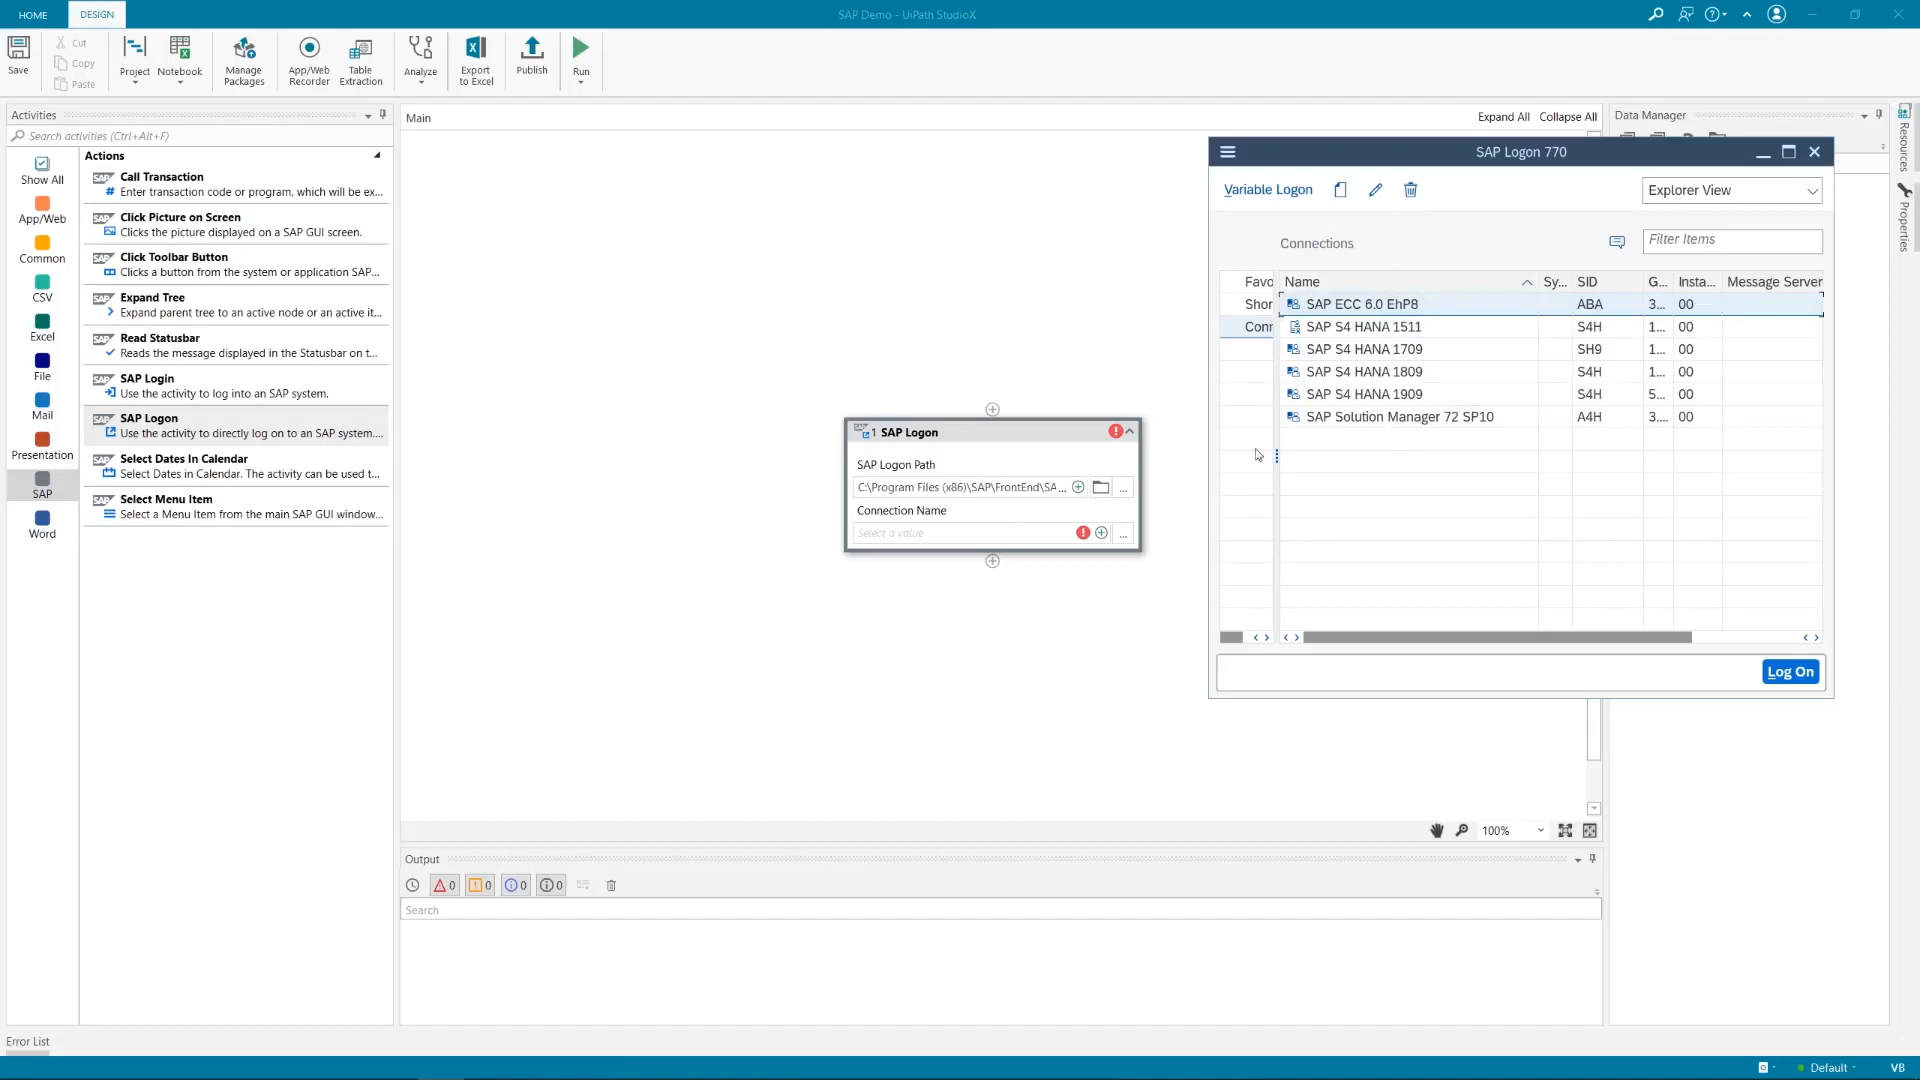 HOME
DESIGN
SAP Demo - UiPath StudioX
Save
Cut
Copy
Paste
Project
Notebook
Manage Packages
App/Web Recorder
Table Extraction
Analyze
Export to Excel
Publish
Run
Activities
Search activities (Ctrl+Alt+F)
Show All
App/Web
Common
CSV
Excel
File
Mail
Presentation
SAP
Word
Actions
Call Transaction
Enter transaction code or program, which will be ex...
Click Picture on Screen
Clicks the picture displayed on a SAP GUI screen.
Click Toolbar Button
Clicks a button from the system or application SAP...
Expand Tree
Expand parent tree to an active node or an active it...
Read Statusbar
Reads the message displayed in the Statusbar on t...
SAP Login
Use the activity to log into an SAP system.
SAP Logon
Use the activity to directly log on to an SAP system....
Select Dates In Calendar
Select Dates in Calendar. The activity can be used t...
Select Menu Item
Select a Menu Item from the main SAP GUI window...
Main
Expand All
Collapse All
1 SAP Logon
SAP Logon Path
C:\Program Files (x86)\SAP\FrontEnd\SA...
...
Connection Name
Select a value
...
Data Manager
Resources
Properties
SAP Logon 770
Variable Logon
Explorer View
Connections
Filter Items
Favo
Shor
Conn
Name Sy... SID G... Insta... Message Server
SAP ECC 6.0 EhP8 ABA 3... 00
SAP S4 HANA 1511 S4H 1... 00
SAP S4 HANA 1709 SH9 1... 00
SAP S4 HANA 1809 S4H 1... 00
SAP S4 HANA 1909 S4H 5... 00
SAP Solution Manager 72 SP10 A4H 3.... 00
Log On
100%
Output
0 0 0 0
Search
Error List
Default
VB